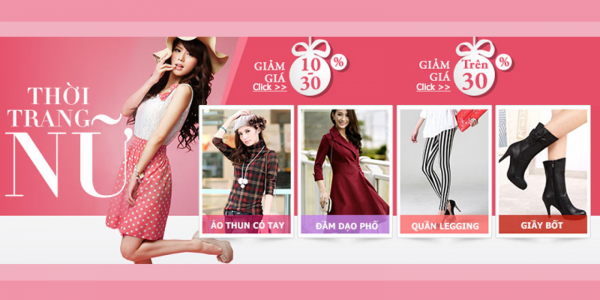 THỜI
TRANG
NỮ
GIẢM
GIÁ
Click >>
10
-
30
%
GIẢM
GIÁ
Click >>
Trên
30
%
ÁO THUN CÓ TAY
ĐẦM DẠO PHỐ
QUẦN LEGGING
GIẦY BỐT